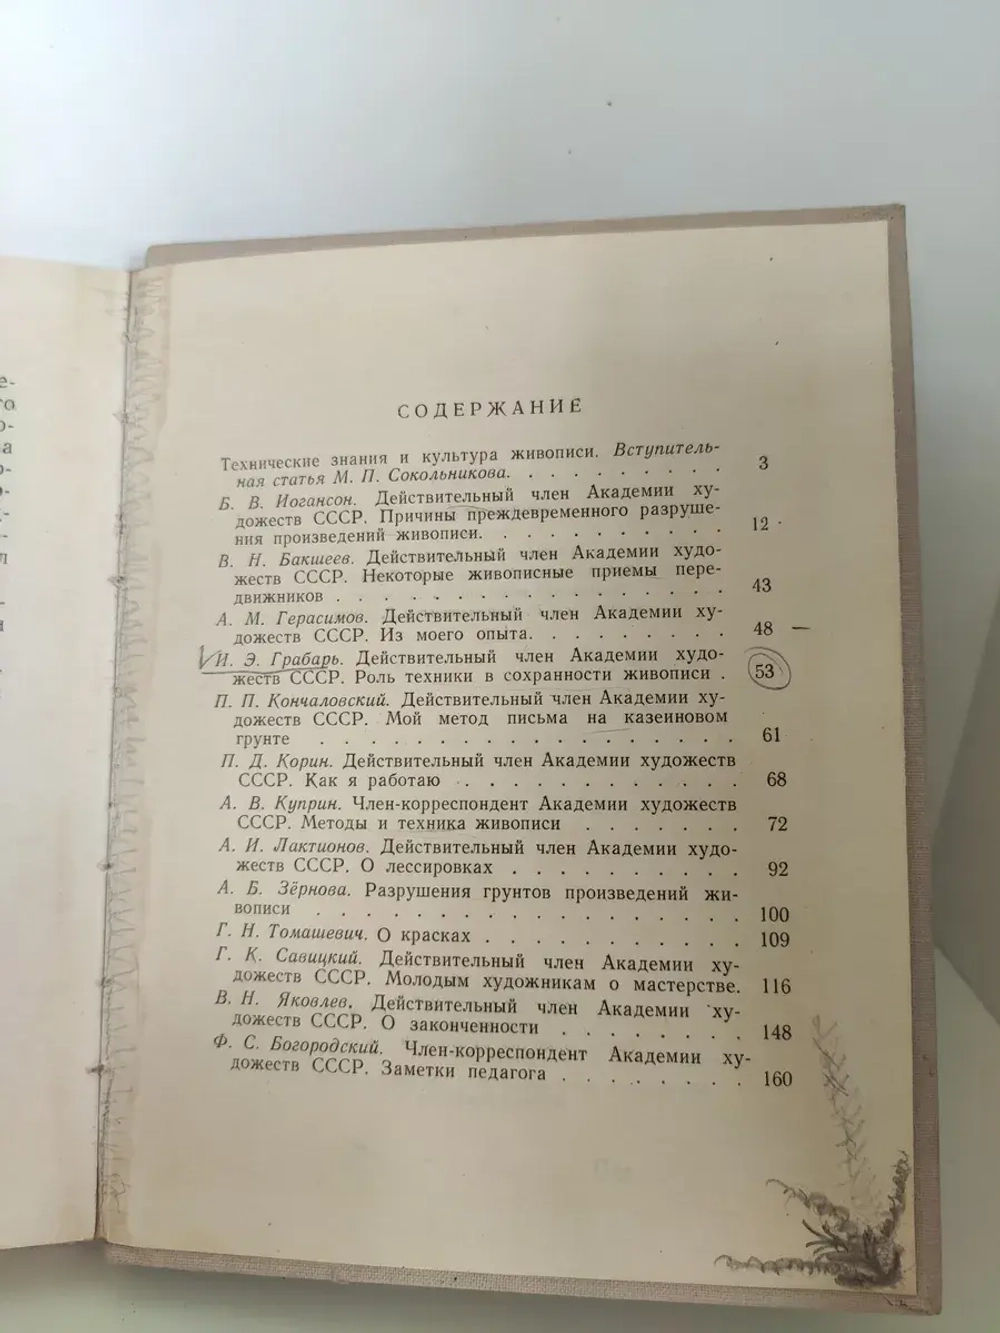 е-
го
о-
а
СОДЕРЖАНИЕ
Технические знания и культура живописи. Вступитель-
ная статья М. П. Сокольникова. . . . . . . . . . 3
Б. В. Иогансон. Действительный член Академии ху-
дожеств СССР. Причины преждевременного разруше-
ния произведений живописи. . . . . . . . . . . 12
В. Н. Бакшеев. Действительный член Академии худо-
жеств СССР. Некоторые живописные приемы пере-
движников . . . . . . . . . . . . . . . . . 43
А. М. Герасимов. Действительный член Академии ху-
дожеств СССР. Из моего опыта. . . . . . . . . 48 —
И. Э. Грабарь. Действительный член Академии худо-
жеств СССР. Роль техники в сохранности живописи . 53
П. П. Кончаловский. Действительный член Академии ху-
дожеств СССР. Мой метод письма на казеиновом
грунте . . . . . . . . . . . . . . . . . 61
П. Д. Корин. Действительный член Академии художеств
СССР. Как я работаю . . . . . . . . . . . . 68
А. В. Куприн. Член-корреспондент Академии художеств
СССР. Методы и техника живописи . . . . . . . 72
А. И. Лактионов. Действительный член Академии худо-
жеств СССР. О лессировках . . . . . . . . . . 92
А. Б. Зёрнова. Разрушения грунтов произведений жи-
вописи . . . . . . . . . . . . . . . . . . 100
Г. Н. Томашевич. О красках . . . . . . . . . . . 109
Г. К. Савицкий. Действительный член Академии ху-
дожеств СССР. Молодым художникам о мастерстве. 116
В. Н. Яковлев. Действительный член Академии ху-
дожеств СССР. О законченности . . . . . . . 148
Ф. С. Богородский. Член-корреспондент Академии ху-
дожеств СССР. Заметки педагога . . . . . . . . 160